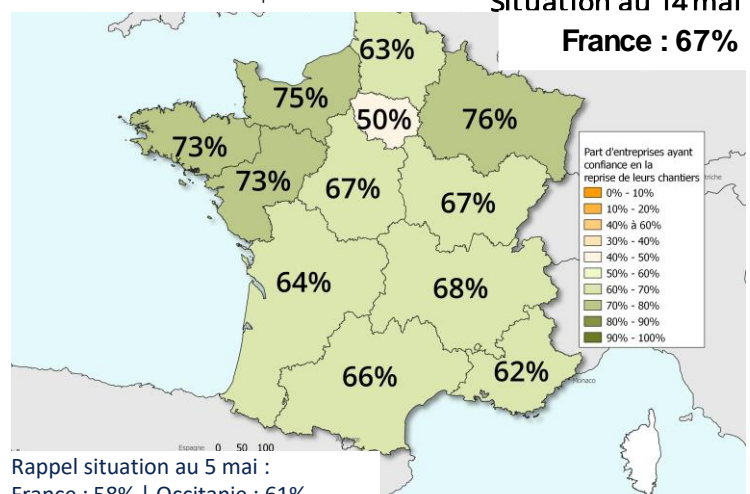 Situation au 14 mai
France : 67%
63%
75%
50%
76%
73%
73%
67%
67%
64%
68%
66%
62%
Part d'entreprises ayant
confiance en la
reprise de leurs chantiers
0% - 10%
10% - 20%
40% à 60%
30% - 40%
40% - 50%
50% - 60%
60% - 70%
70% - 80%
80% - 90%
90% - 100%
triche
Monaco
Espagne 0 50 100
Rappel situation au 5 mai :
France : 58% | Occitanie : 61%